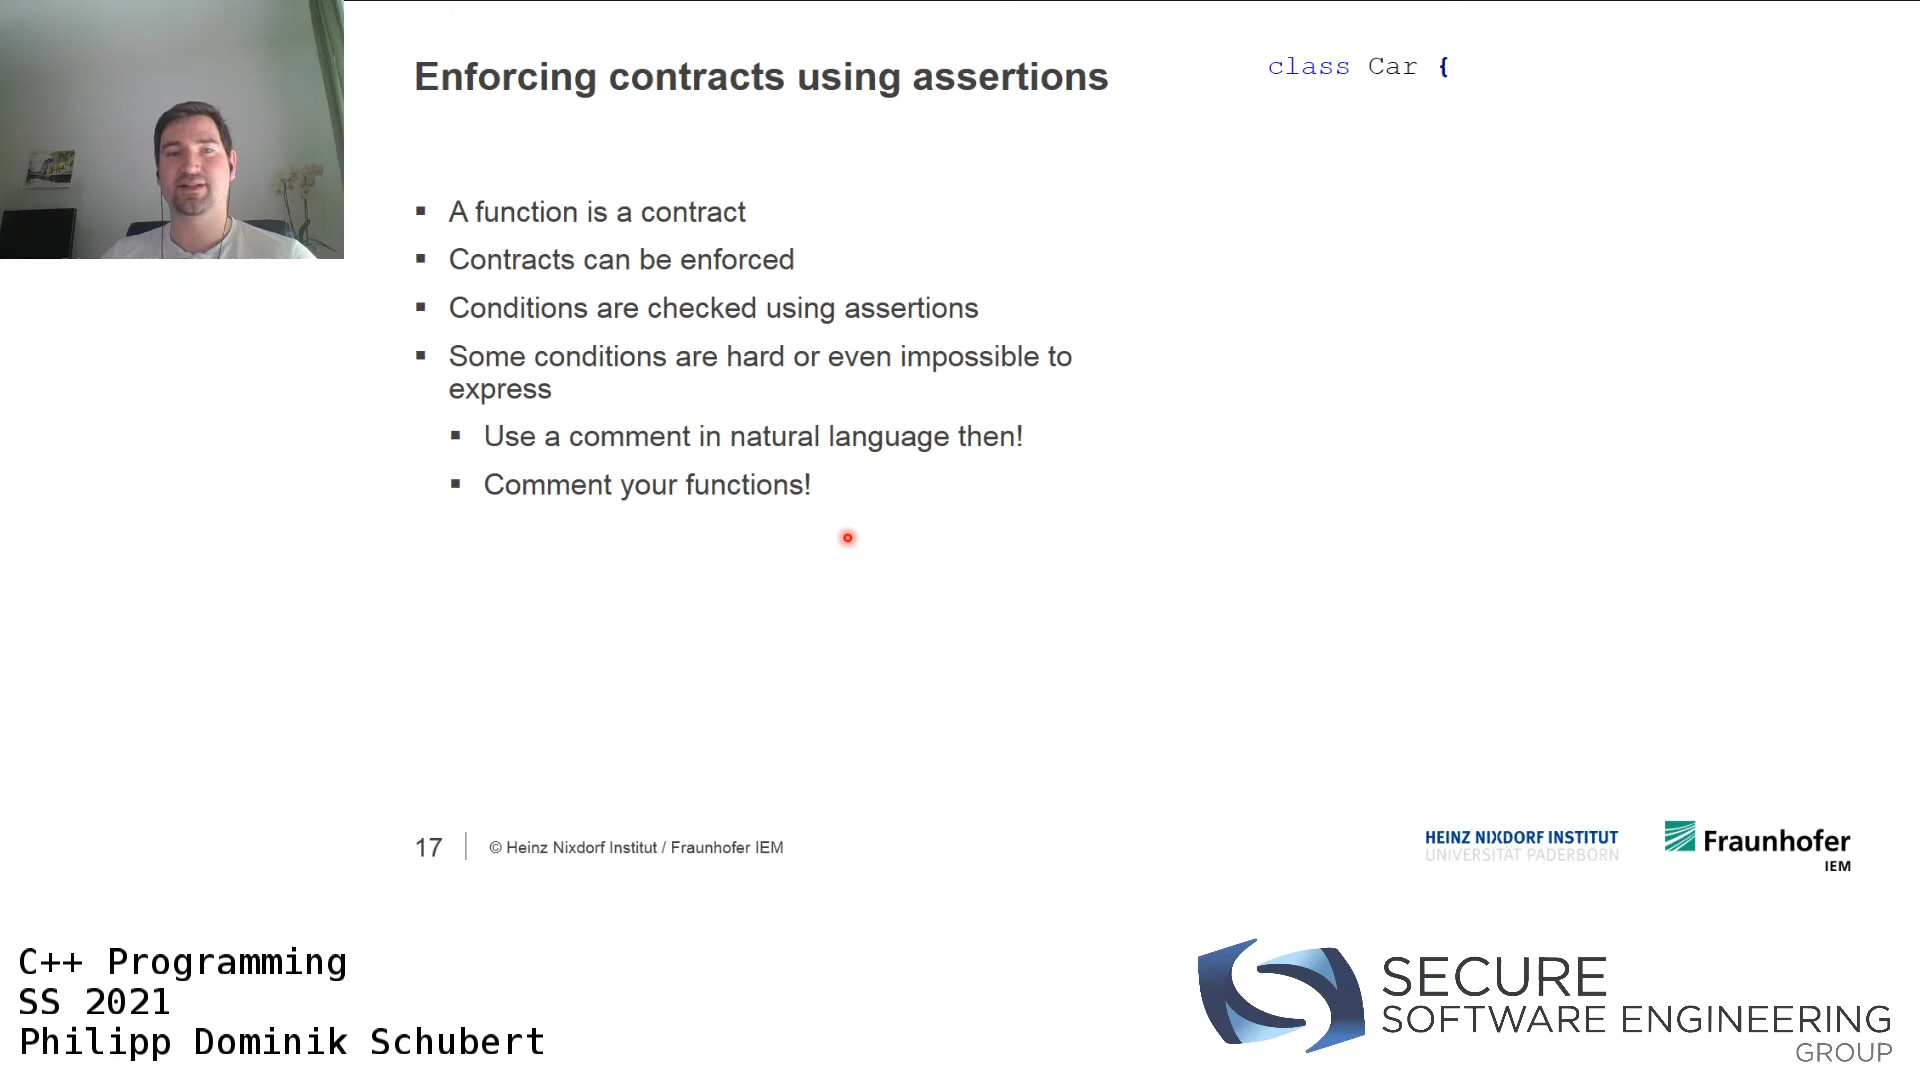 Enforcing contracts using assertions
class Car {
▪ A function is a contract
▪ Contracts can be enforced
▪ Conditions are checked using assertions
▪ Some conditions are hard or even impossible to
express
▪ Use a comment in natural language then!
▪ Comment your functions!
17
© Heinz Nixdorf Institut / Fraunhofer IEM
HEINZ NIXDORF INSTITUT
UNIVERSITÄT PADERBORN
Fraunhofer
IEM
C++ Programming
SS 2021
Philipp Dominik Schubert
SECURE
SOFTWARE ENGINEERING
GROUP